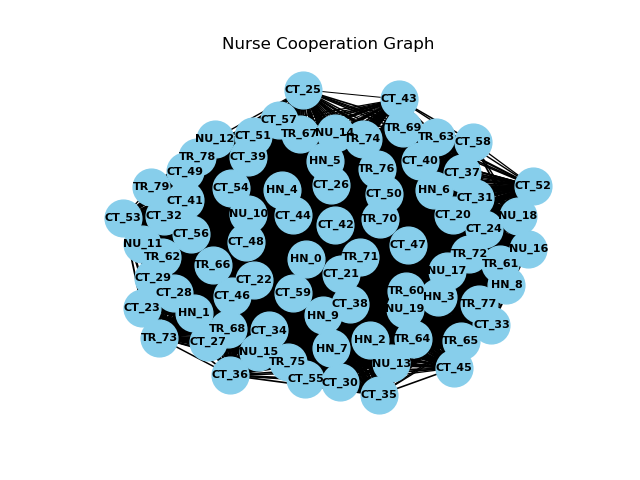 Nurse Cooperation Graph
CT_25
CT_43
CT_57
TR_69
NU_14
TR_67
CT_51
NU_12
TR_74
TR_63
CT_58
TR_78
CT_39
HN_5
CT_40
TR_76
CT_49
CT_37
TR_79
CT_54
HN_4
CT_26
CT_52
HN_6
CT_50
CT_31
CT_41
CT_53
CT_32
NU_10
CT_44
TR_70
CT_20
NU_18
CT_42
CT_24
CT_56
NU_11
CT_48
CT_47
NU_16
TR_62
HN_0
TR_71
TR_72
TR_66
TR_61
NU_17
CT_21
CT_29
CT_22
HN_8
CT_28
CT_46
CT_59
TR_60
HN_3
CT_38
TR_77
CT_23
NU_19
HN_1
HN_9
CT_33
TR_68
CT_34
TR_73
CT_27
HN_2
TR_64
TR_65
HN_7
NU_15
TR_75
NU_13
CT_45
CT_36
CT_55
CT_30
CT_35